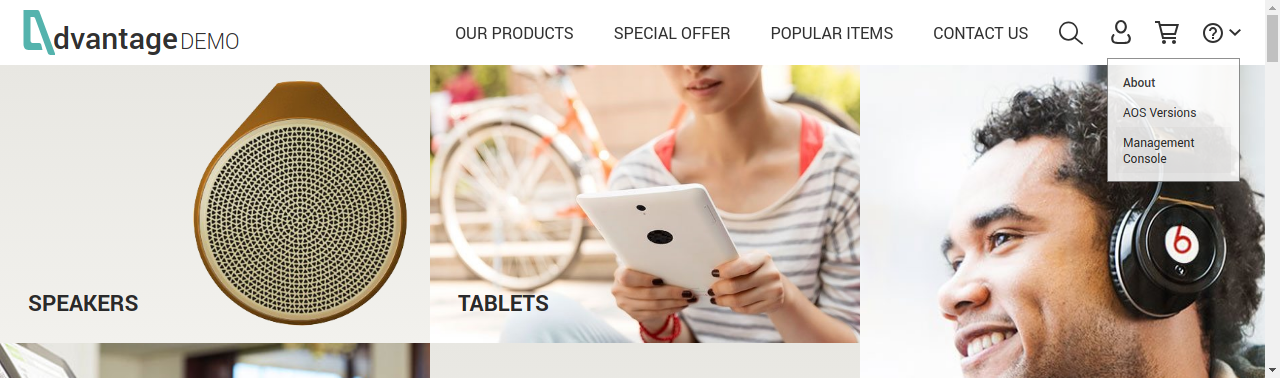 dvantage DEMO
OUR PRODUCTS SPECIAL OFFER POPULAR ITEMS CONTACT US
About
AOS Versions
Management
Console
SPEAKERS
TABLETS
b